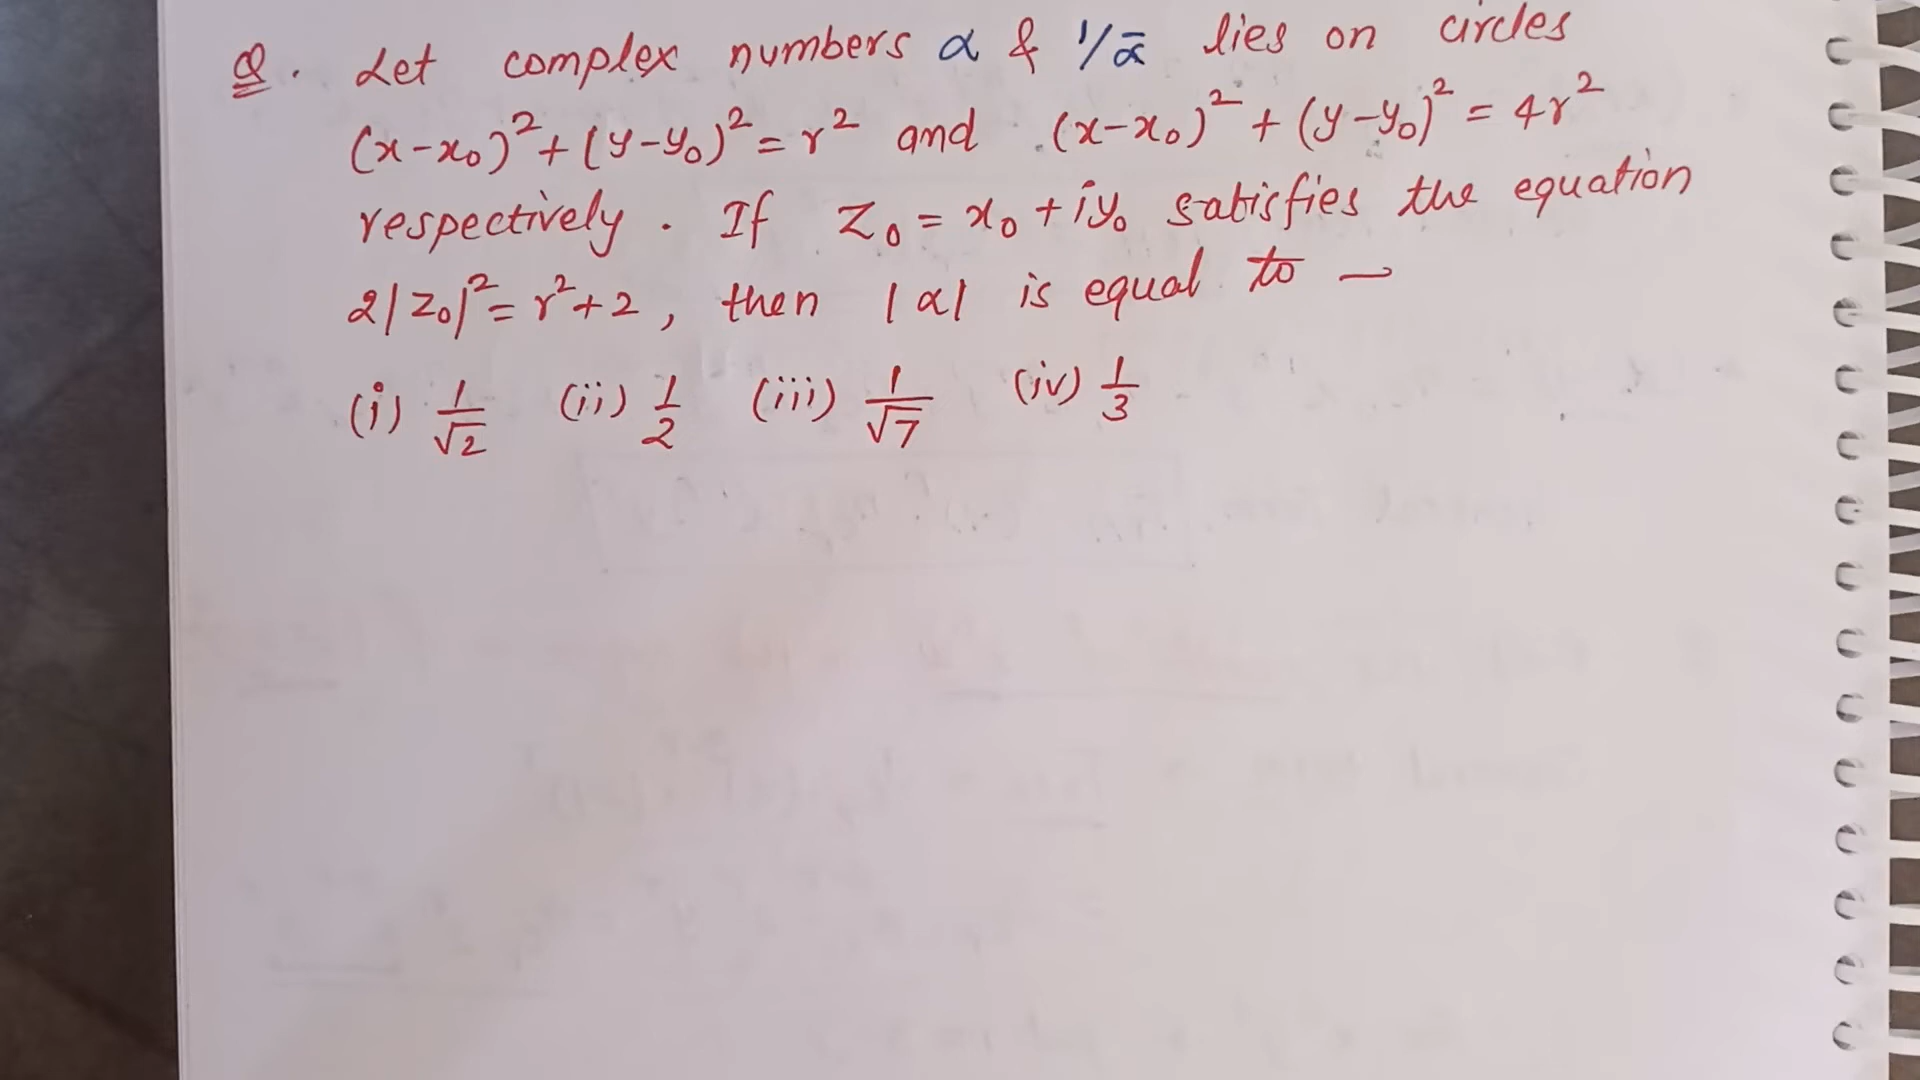 Q. Let complex numbers α & 1/ᾱ lies on circles
(x-x₀)²+(y-y₀)²=r² and (x-x₀)²+(y-y₀)²=4r²
respectively. If z₀=x₀+iy₀ satisfies the equation
2|z₀|²=r²+2, then |α| is equal to —
(i) 1/√2 (ii) 1/2 (iii) 1/√7 (iv) 1/3